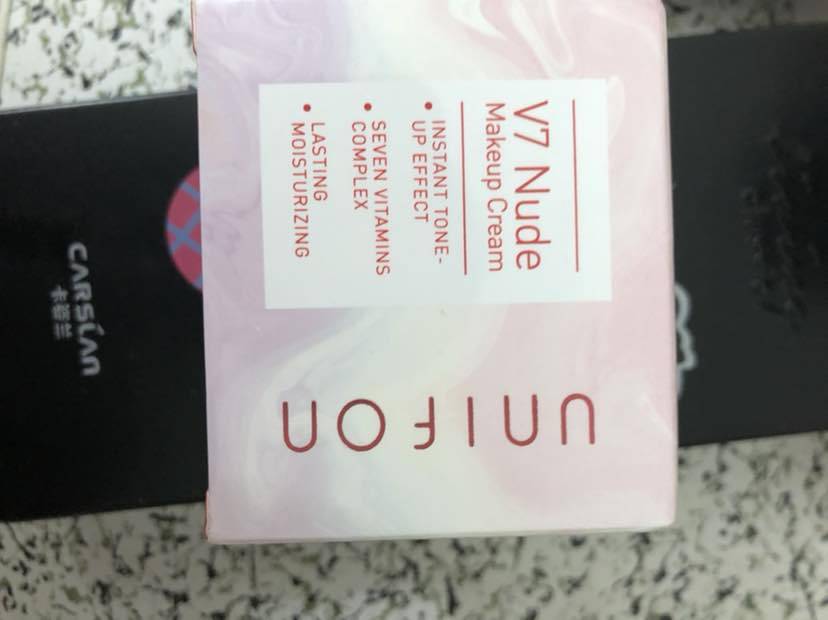 V7 Nude
Makeup Cream
• INSTANT TONE-
UP EFFECT
• SEVEN VITAMINS
COMPLEX
• LASTING
MOISTURIZING
UNIFON
CARSLAN
卡姿兰